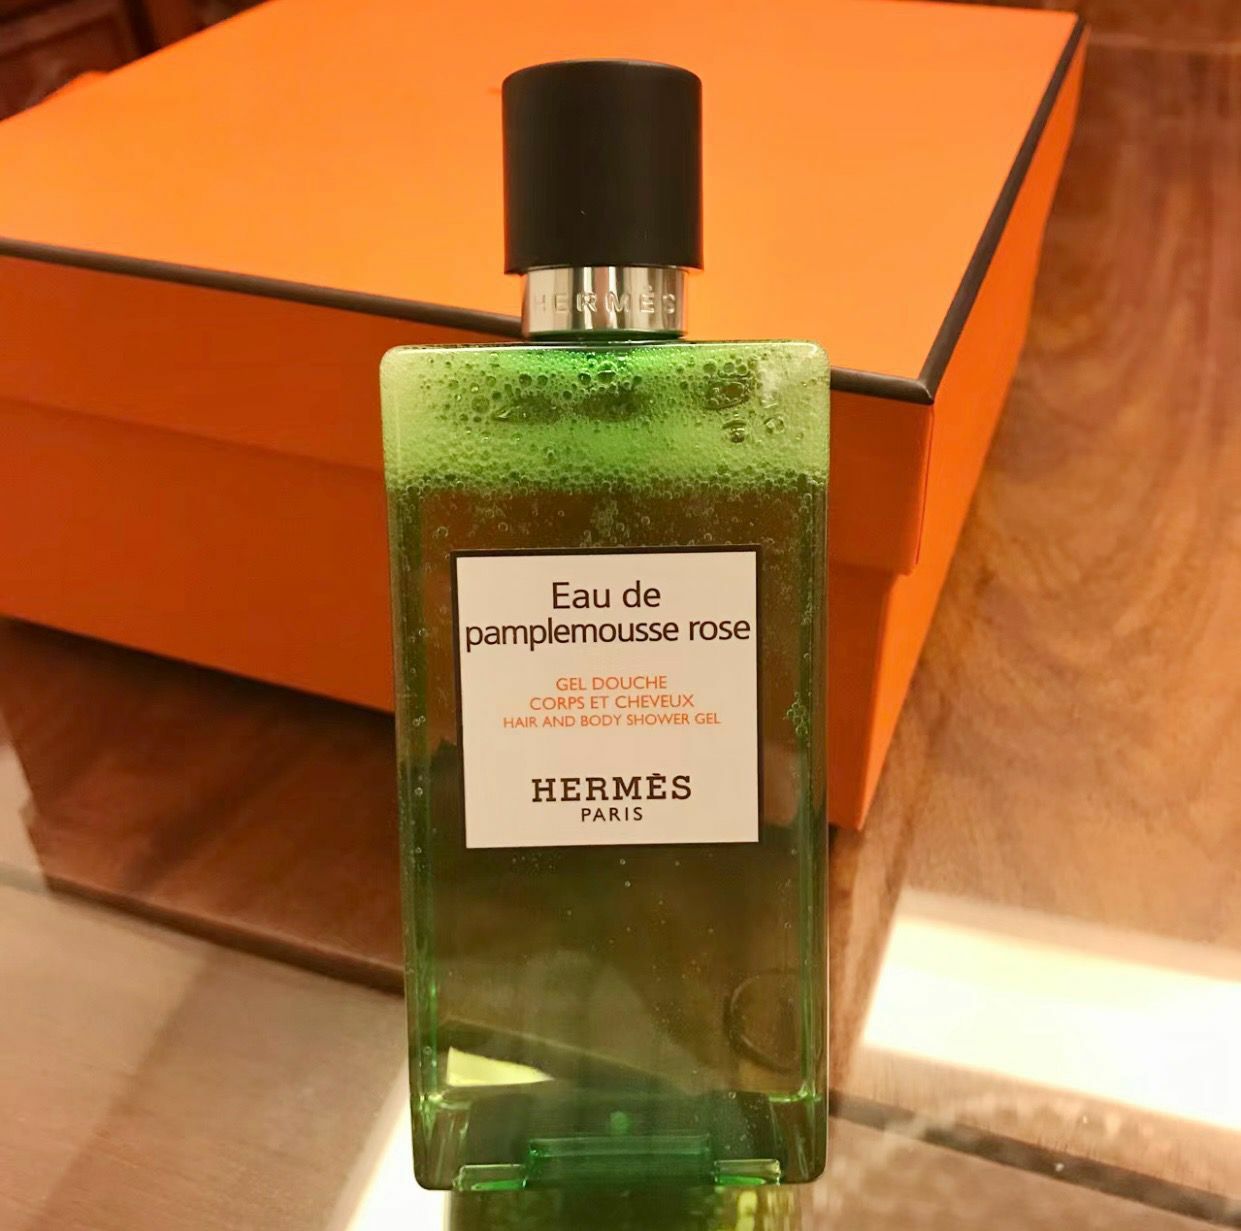 HERMÈS
Eau de
pamplemousse rose
GEL DOUCHE
CORPS ET CHEVEUX
HAIR AND BODY SHOWER GEL
HERMÈS
PARIS